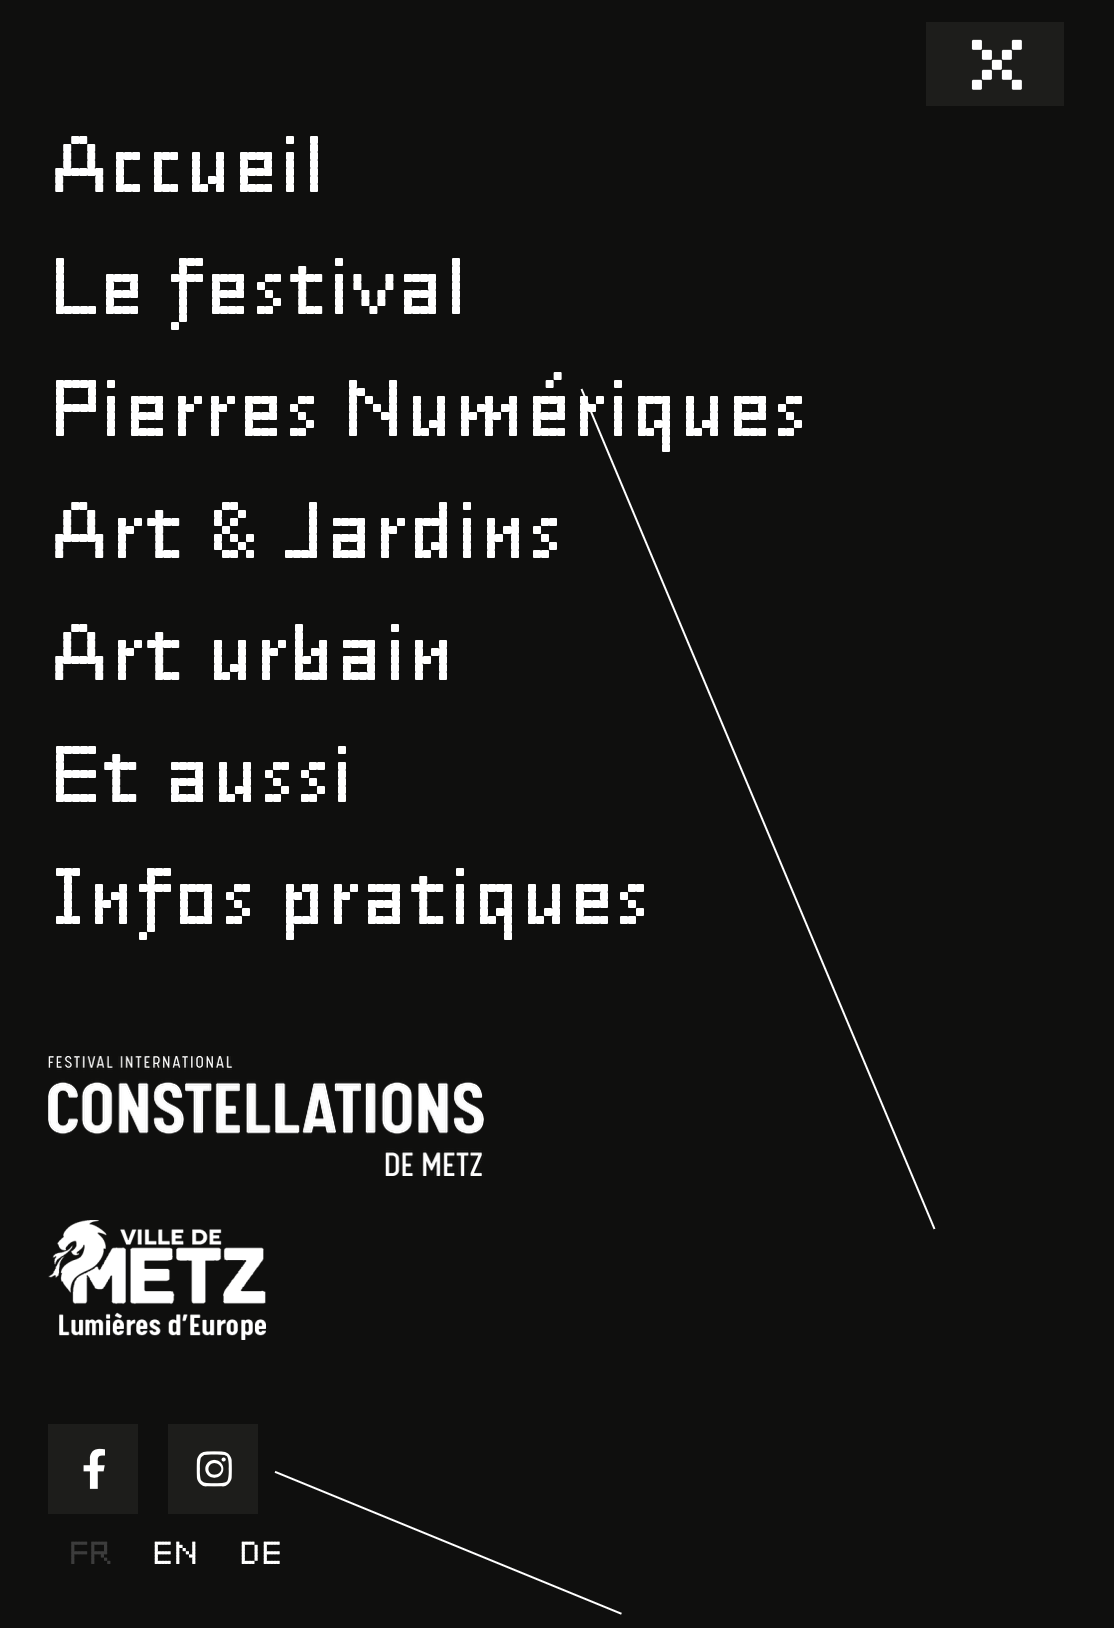 Accueil
Le festival
Pierres Numériques
Art & Jardins
Art urbain
Et aussi
Infos pratiques
FESTIVAL INTERNATIONAL
CONSTELLATIONS
DE METZ
VILLE DE
METZ
Lumières d'Europe
FR EN DE